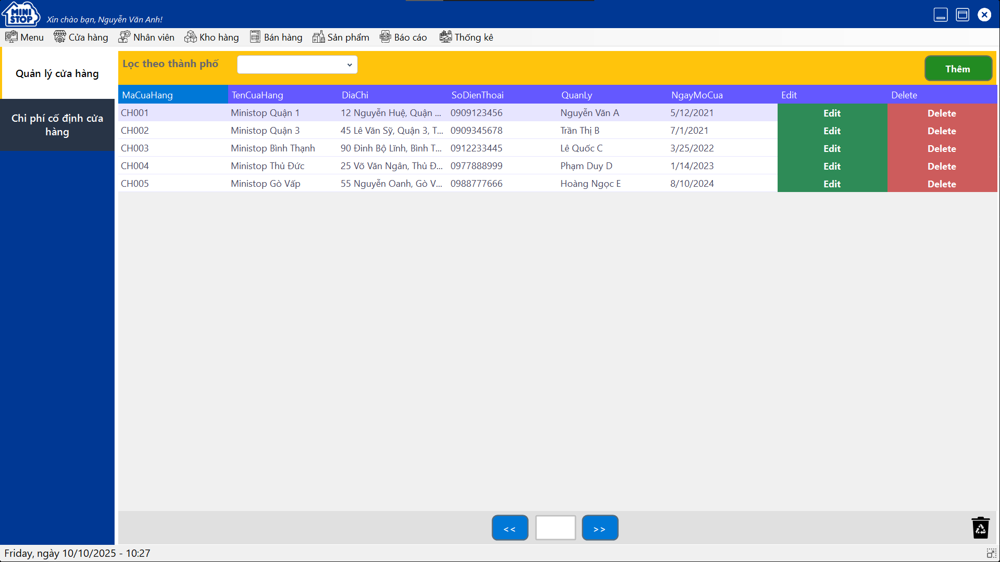 MINI
STOP
Xin chào bạn, Nguyễn Văn Anh!
Menu Cửa hàng Nhân viên Kho hàng Bán hàng Sản phẩm Báo cáo Thống kê
Quản lý cửa hàng
Chi phí cố định cửa
hàng
Lọc theo thành phố
Thêm
MaCuaHang TenCuaHang DiaChi SoDienThoai QuanLy NgayMoCua Edit Delete
CH001 Ministop Quận 1 12 Nguyễn Huệ, Quận ... 0909123456 Nguyễn Văn A 5/12/2021 Edit Delete
CH002 Ministop Quận 3 45 Lê Văn Sỹ, Quận 3, T... 0909345678 Trần Thị B 7/1/2021 Edit Delete
CH003 Ministop Bình Thạnh 90 Đinh Bộ Lĩnh, Bình T... 0912233445 Lê Quốc C 3/25/2022 Edit Delete
CH004 Ministop Thủ Đức 25 Võ Văn Ngân, Thủ Đ... 0977888999 Phạm Duy D 1/14/2023 Edit Delete
CH005 Ministop Gò Vấp 55 Nguyễn Oanh, Gò V... 0988777666 Hoàng Ngọc E 8/10/2024 Edit Delete
<< >>
Friday, ngày 10/10/2025 - 10:27